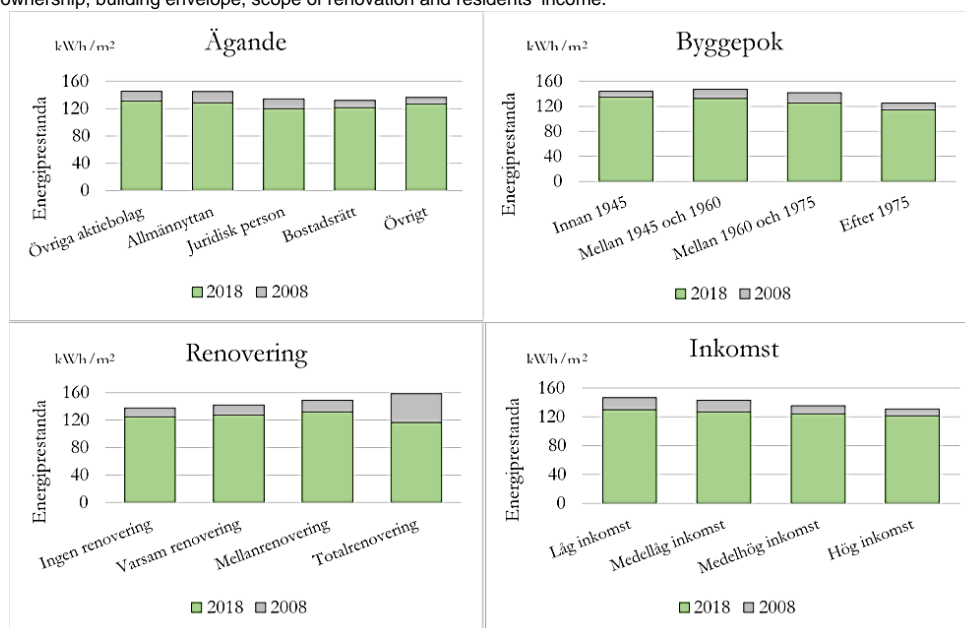 ownership, building envelope, scope of renovation and residents' income.
kWh/m²
Ägande
Energiprestanda
160
120
80
40
0
Övriga aktiebolag
Allmännyttan
Juridisk person
Bostadsrätt
Övrigt
2018 2008
kWh/m²
Byggepok
Energiprestanda
160
120
80
40
0
Innan 1945
Mellan 1945 och 1960
Mellan 1960 och 1975
Efter 1975
2018 2008
kWh/m²
Renovering
Energiprestanda
160
120
80
40
0
Ingen renovering
Varsam renovering
Mellanrenovering
Totalrenovering
2018 2008
kWh/m²
Inkomst
Energiprestanda
160
120
80
40
0
Låg inkomst
Medellåg inkomst
Medelhög inkomst
Hög inkomst
2018 2008